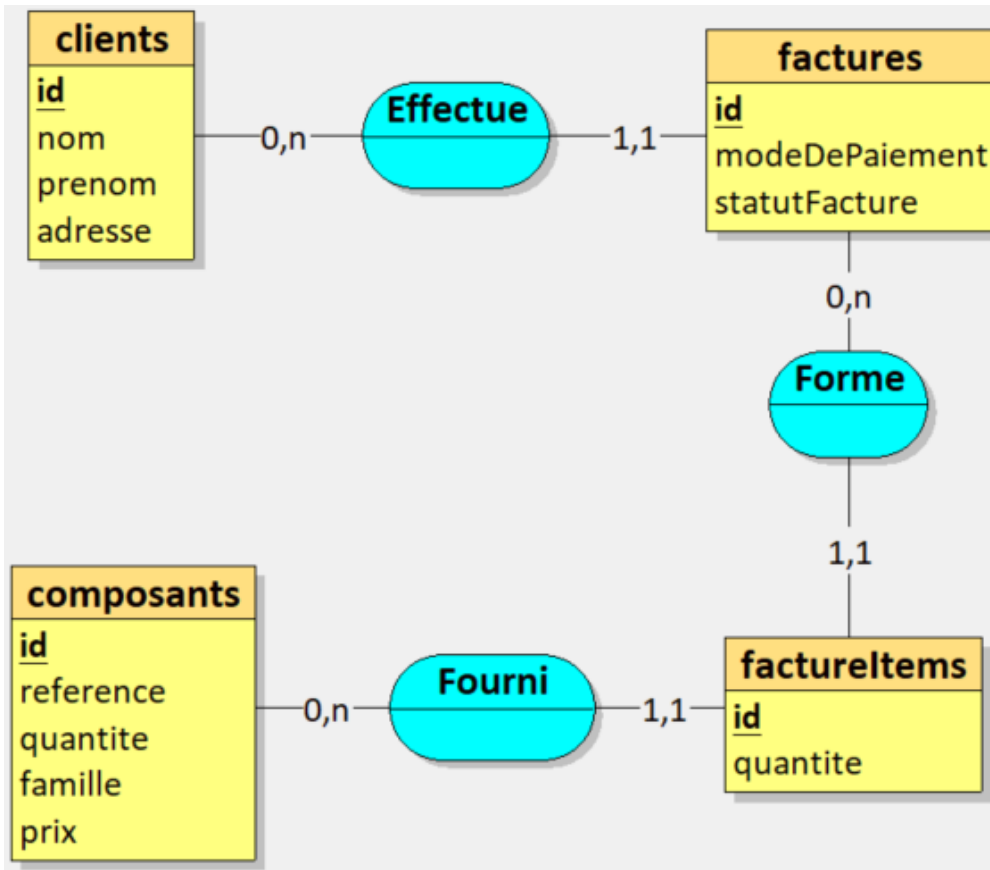 clients
id
nom
prenom
adresse
0,n
Effectue
1,1
factures
id
modeDePaiement
statutFacture
0,n
Forme
1,1
composants
id
reference
quantite
famille
prix
0,n
Fourni
1,1
factureItems
id
quantite